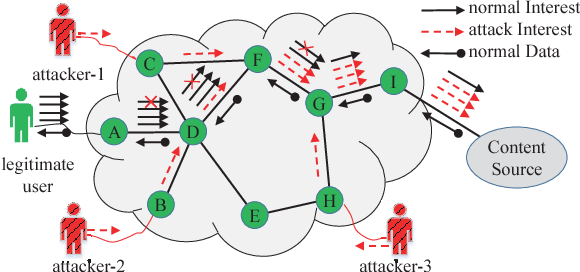 normal Interest
attack Interest
normal Data
attacker-1
C
F
I
G
A
D
legitimate
user
Content
Source
B
E
H
attacker-2
attacker-3